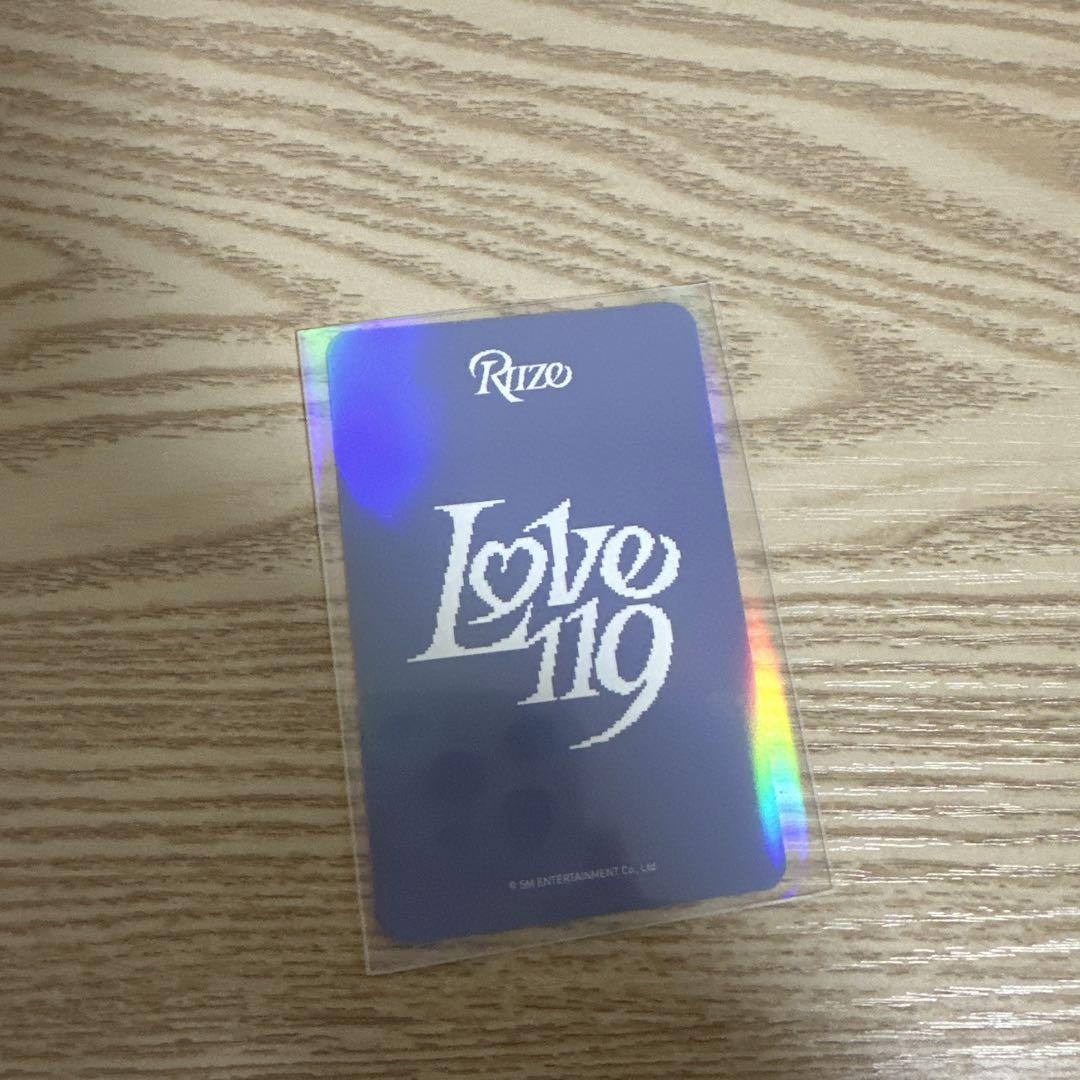 RIIZE
Love
119
© SM ENTERTAINMENT Co., Ltd.